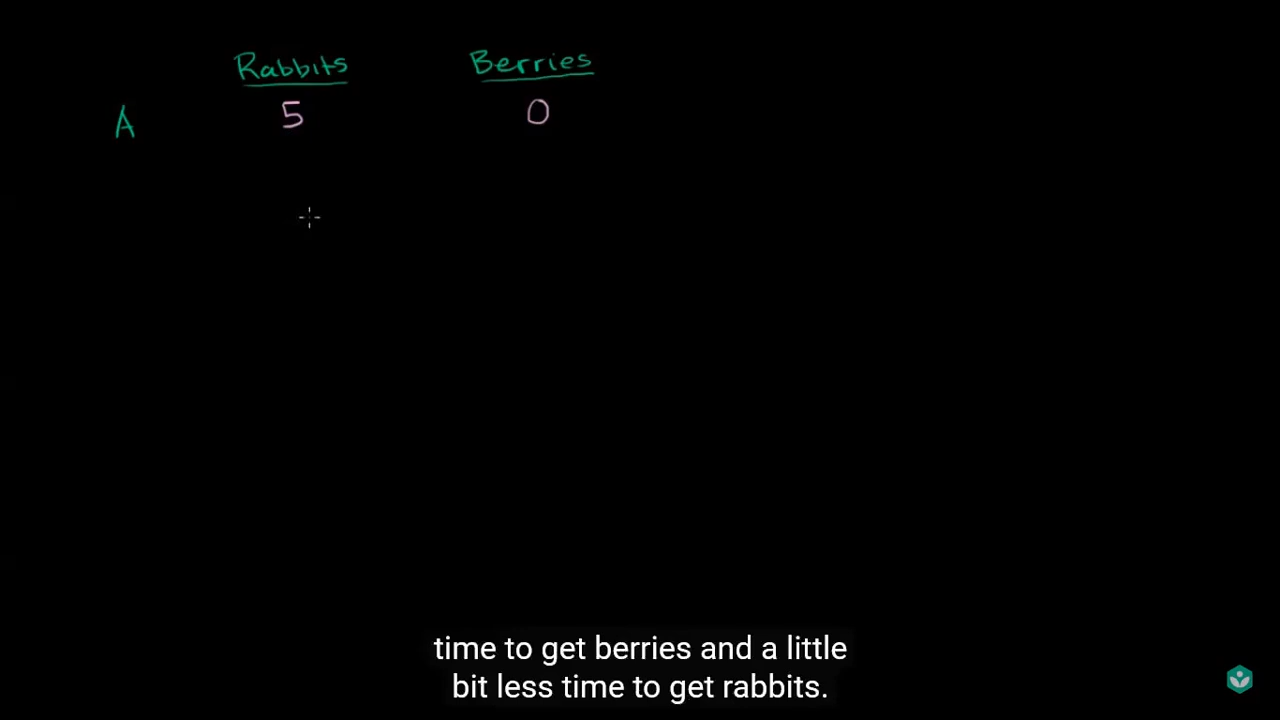 Rabbits Berries
A 5 0
time to get berries and a little
bit less time to get rabbits.